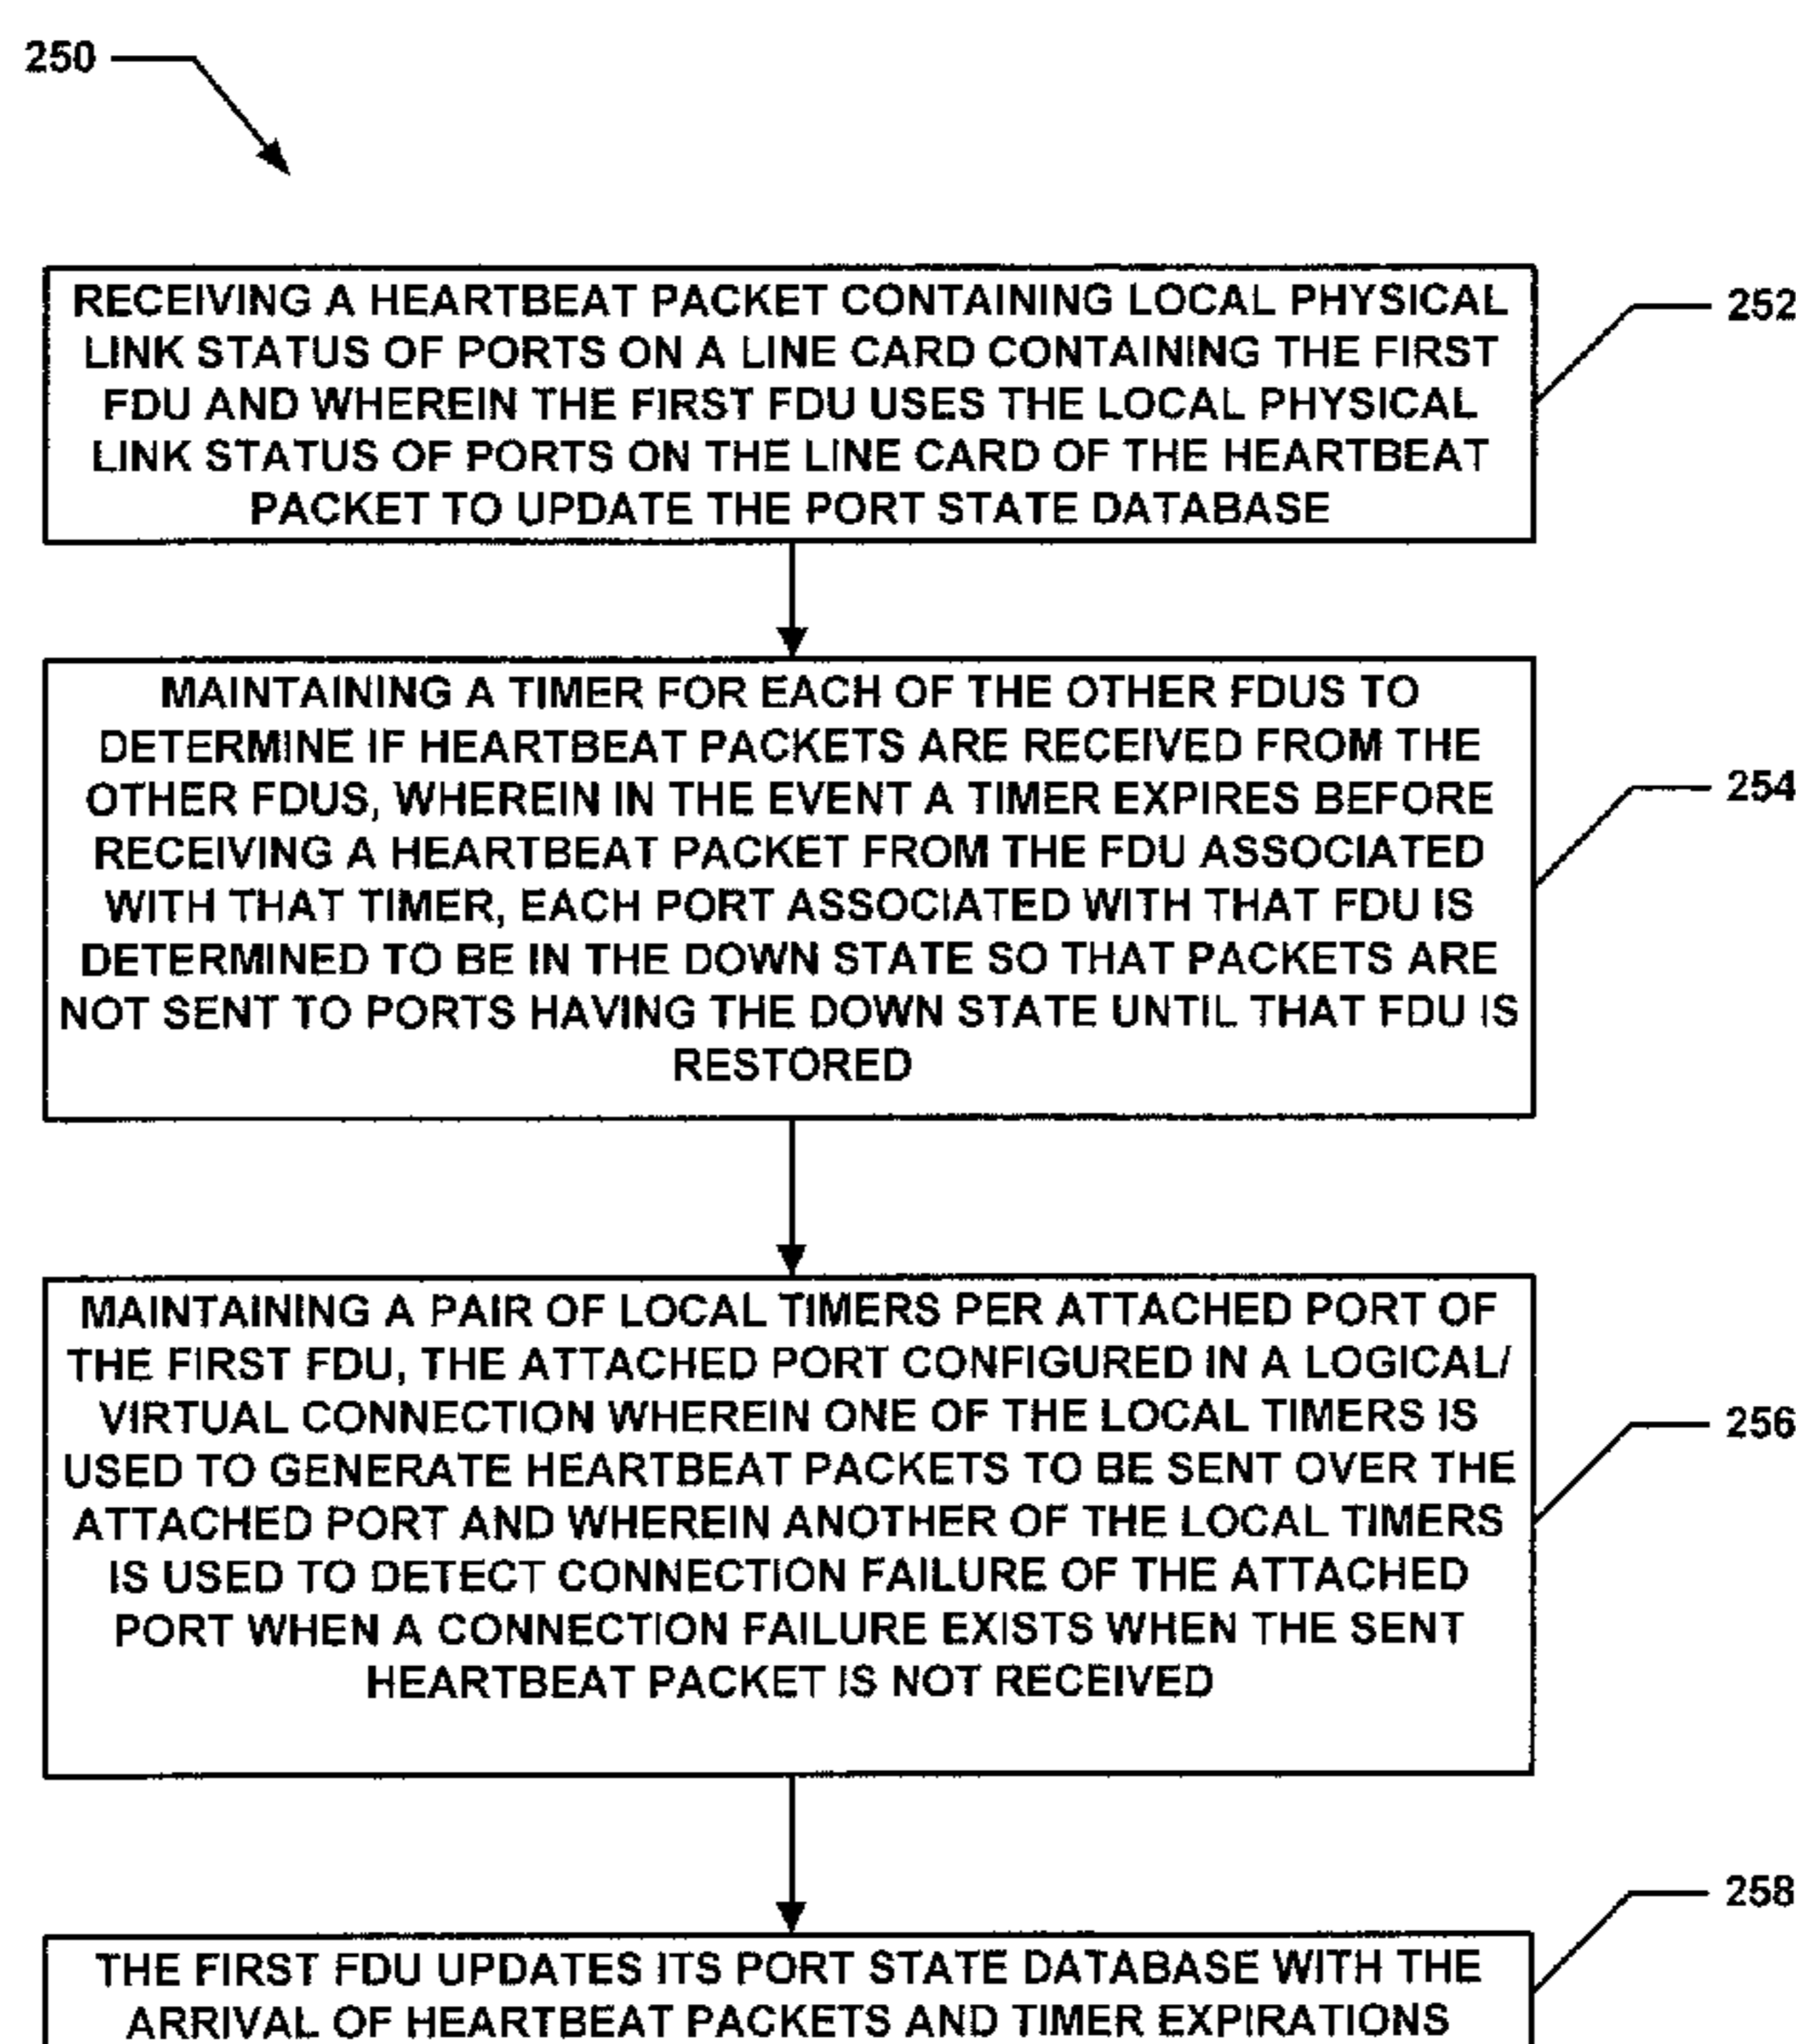 250
RECEIVING A HEARTBEAT PACKET CONTAINING LOCAL PHYSICAL
LINK STATUS OF PORTS ON A LINE CARD CONTAINING THE FIRST
FDU AND WHEREIN THE FIRST FDU USES THE LOCAL PHYSICAL
LINK STATUS OF PORTS ON THE LINE CARD OF THE HEARTBEAT
PACKET TO UPDATE THE PORT STATE DATABASE
252
MAINTAINING A TIMER FOR EACH OF THE OTHER FDUS TO
DETERMINE IF HEARTBEAT PACKETS ARE RECEIVED FROM THE
OTHER FDUS, WHEREIN IN THE EVENT A TIMER EXPIRES BEFORE
RECEIVING A HEARTBEAT PACKET FROM THE FDU ASSOCIATED
WITH THAT TIMER, EACH PORT ASSOCIATED WITH THAT FDU IS
DETERMINED TO BE IN THE DOWN STATE SO THAT PACKETS ARE
NOT SENT TO PORTS HAVING THE DOWN STATE UNTIL THAT FDU IS
RESTORED
254
MAINTAINING A PAIR OF LOCAL TIMERS PER ATTACHED PORT OF
THE FIRST FDU, THE ATTACHED PORT CONFIGURED IN A LOGICAL/
VIRTUAL CONNECTION WHEREIN ONE OF THE LOCAL TIMERS IS
USED TO GENERATE HEARTBEAT PACKETS TO BE SENT OVER THE
ATTACHED PORT AND WHEREIN ANOTHER OF THE LOCAL TIMERS
IS USED TO DETECT CONNECTION FAILURE OF THE ATTACHED
PORT WHEN A CONNECTION FAILURE EXISTS WHEN THE SENT
HEARTBEAT PACKET IS NOT RECEIVED
256
258
THE FIRST FDU UPDATES ITS PORT STATE DATABASE WITH THE
ARRIVAL OF HEARTBEAT PACKETS AND TIMER EXPIRATIONS